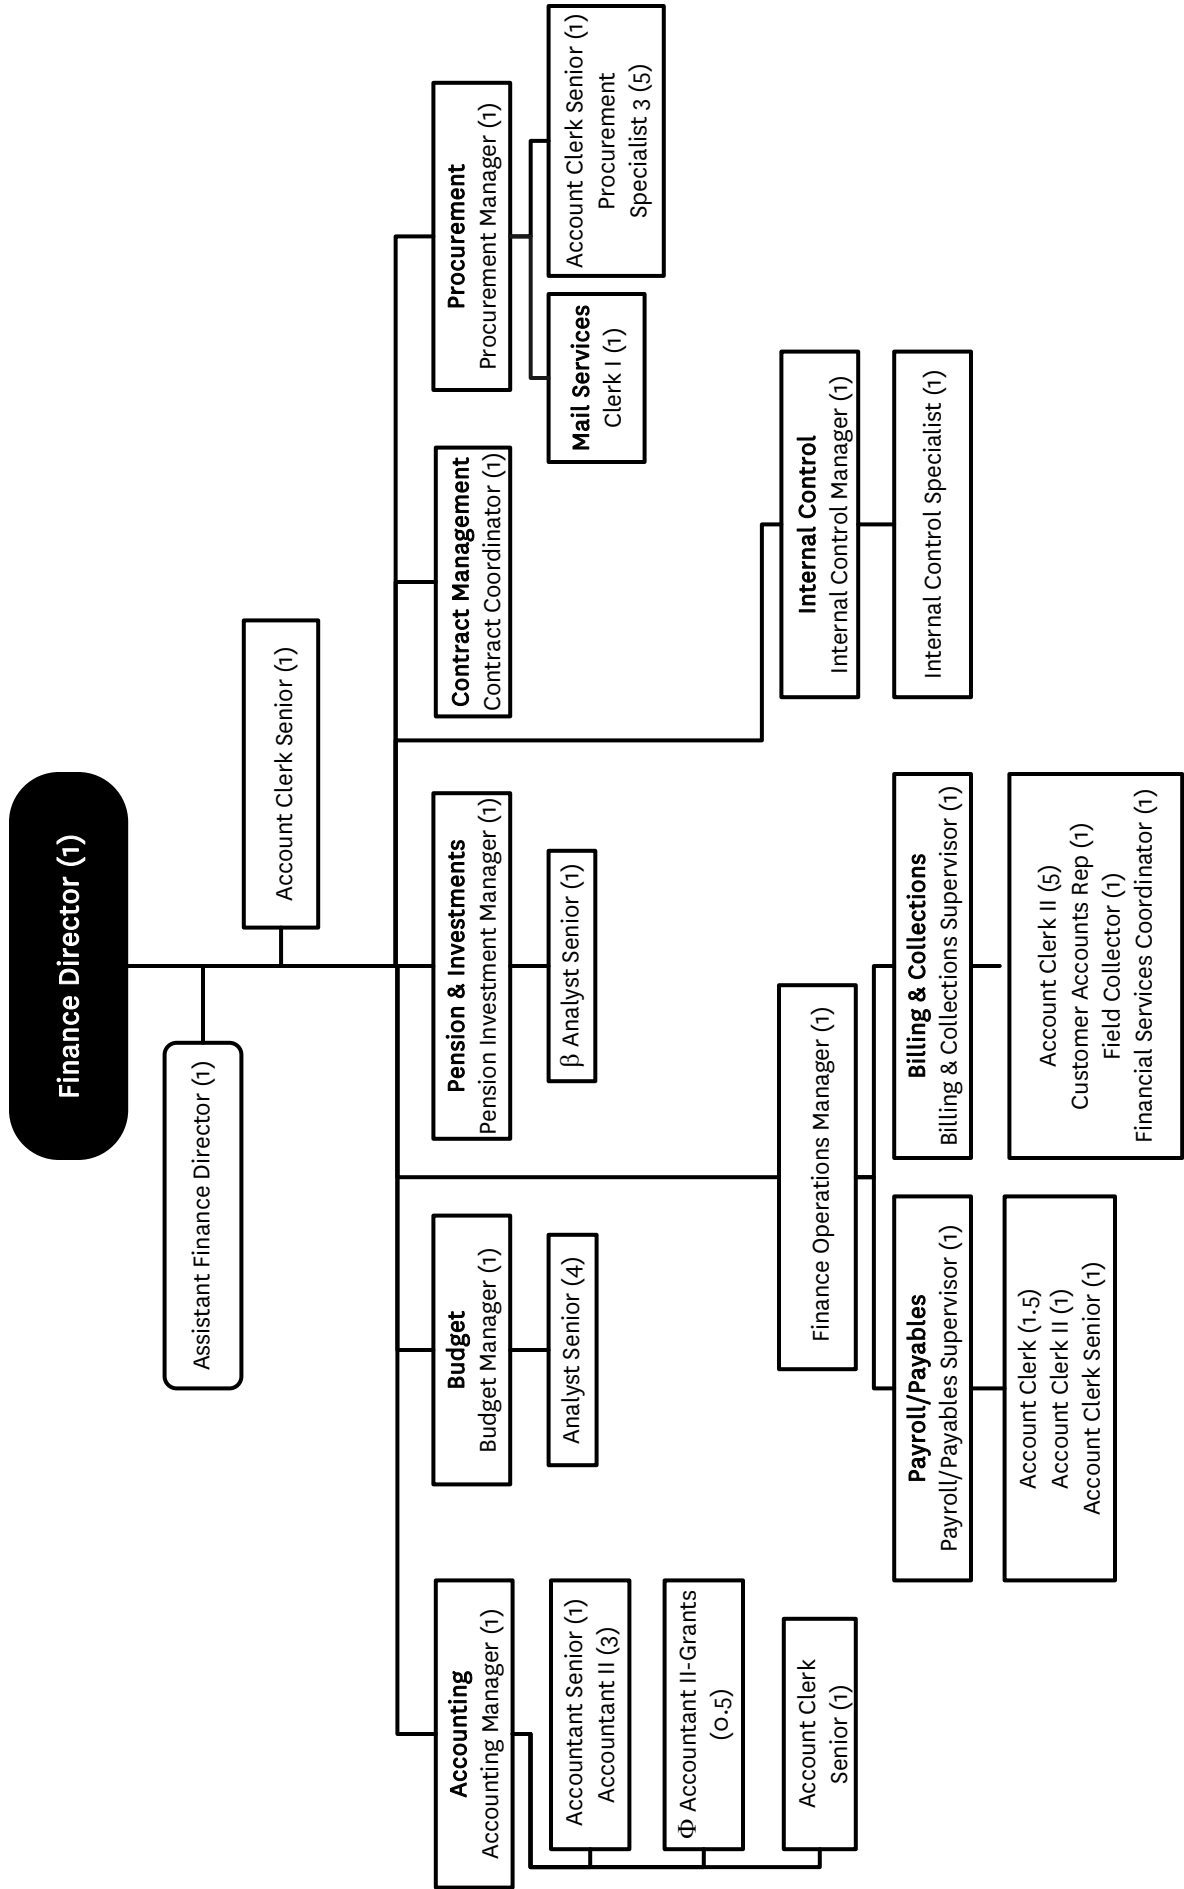 Finance Director (1)
Assistant Finance Director (1)
Account Clerk Senior (1)
Accounting
Accounting Manager (1)
Accountant Senior (1)
Accountant II (3)
Φ Accountant II-Grants
(0.5)
Account Clerk
Senior (1)
Budget
Budget Manager (1)
Analyst Senior (4)
Pension & Investments
Pension Investment Manager (1)
β Analyst Senior (1)
Contract Management
Contract Coordinator (1)
Procurement
Procurement Manager (1)
Mail Services
Clerk I (1)
Account Clerk Senior (1)
Procurement
Specialist 3 (5)
Finance Operations Manager (1)
Payroll/Payables
Payroll/Payables Supervisor (1)
Account Clerk (1.5)
Account Clerk II (1)
Account Clerk Senior (1)
Billing & Collections
Billing & Collections Supervisor (1)
Account Clerk II (5)
Customer Accounts Rep (1)
Field Collector (1)
Financial Services Coordinator (1)
Internal Control
Internal Control Manager (1)
Internal Control Specialist (1)